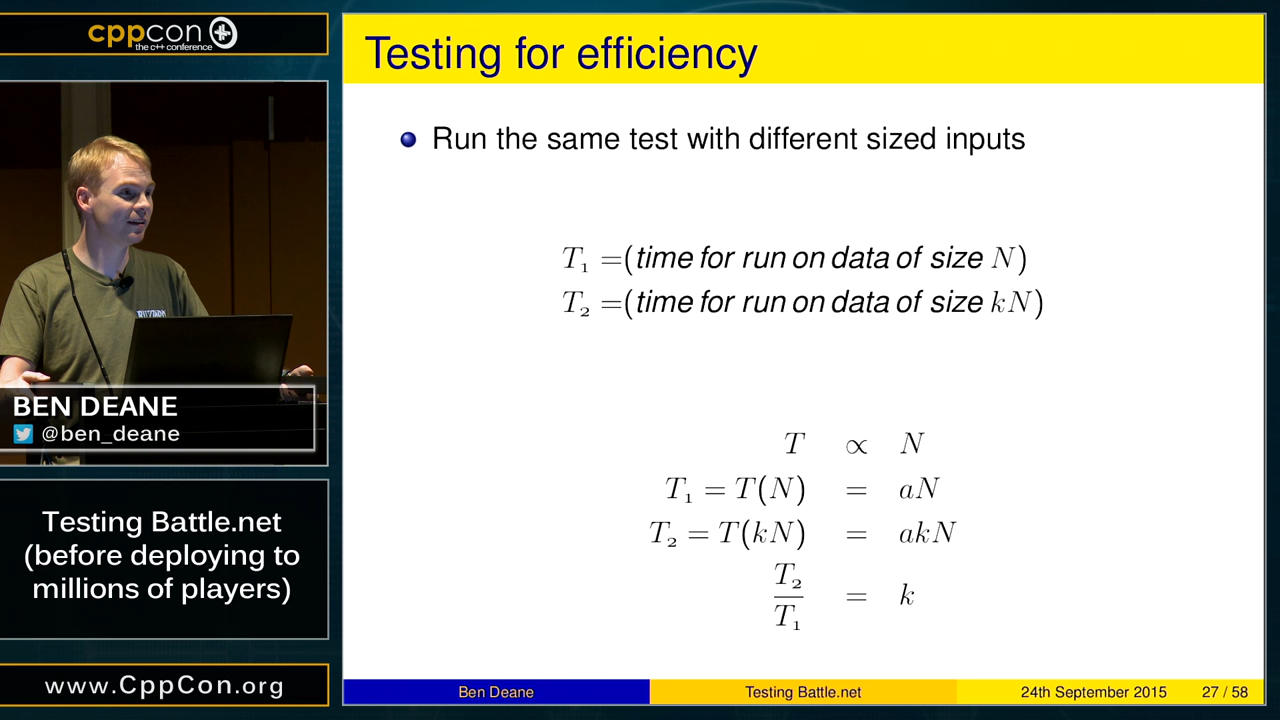 cppcon
the c++ conference
BEN DEANE
@ben_deane
Testing Battle.net
(before deploying to
millions of players)
www.CppCon.org
Testing for efficiency
Run the same test with different sized inputs
T₁ =(time for run on data of size N)
T₂ =(time for run on data of size kN)
T ∝ N
T₁ = T(N) = aN
T₂ = T(kN) = akN
T₂/T₁ = k
Ben Deane Testing Battle.net 24th September 2015 27 / 58